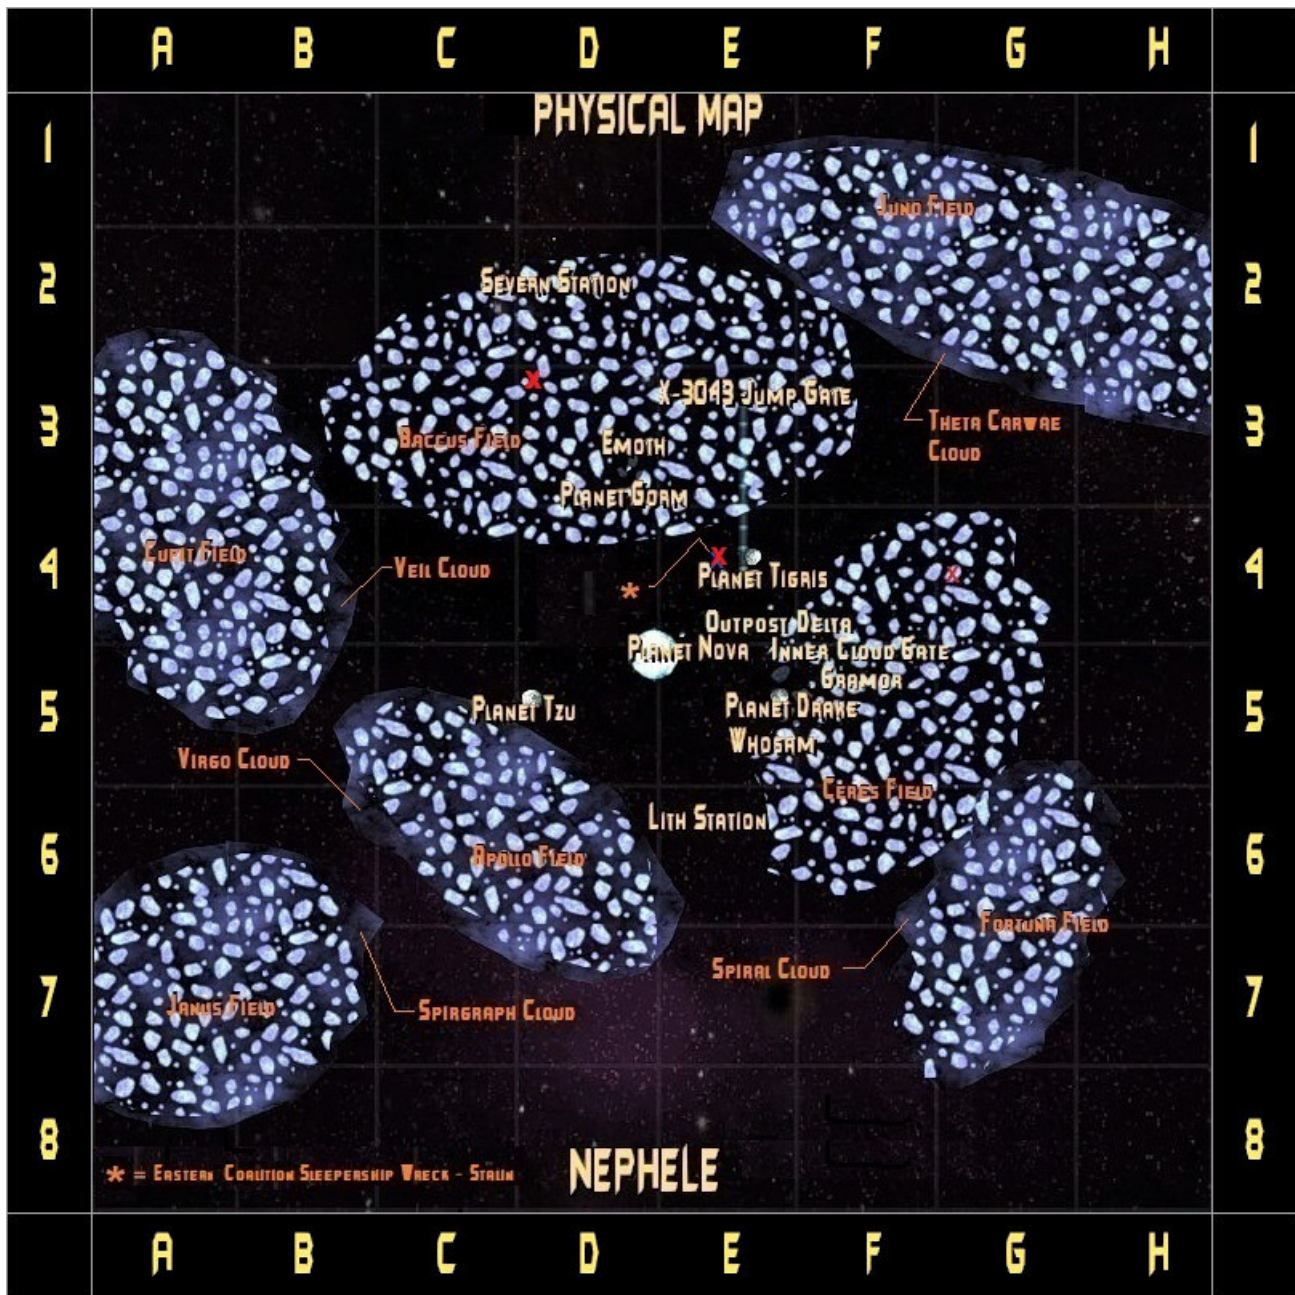 A B C D E F G H
PHYSICAL MAP
1 1
JUNO FIELD
2 2
SEVERN STATION
X
X-3043 JUMP GATE
3 3
THETA CARWAE
CLOUD
BACCUS FIELD
EMOTH
PLANET GORM
4 4
CUPIT FIELD
VEIL CLOUD
X
X
PLANET TIGRIS
*
OUTPOST DELTA
PLANET NOVA
INNER CLOUD GATE
GRAMOR
5 5
PLANET TZU
PLANET DRAKE
WHOSAM
VIRGO CLOUD
CERES FIELD
LITH STATION
6 6
APOLLO FIELD
FORTUNA FIELD
SPIRAL CLOUD
7 7
JANUS FIELD
SPIRGRAPH CLOUD
8 8
NEPHELE
* = EASTERN COALITION SLEEPERSHIP WRECK - STALIN
A B C D E F G H